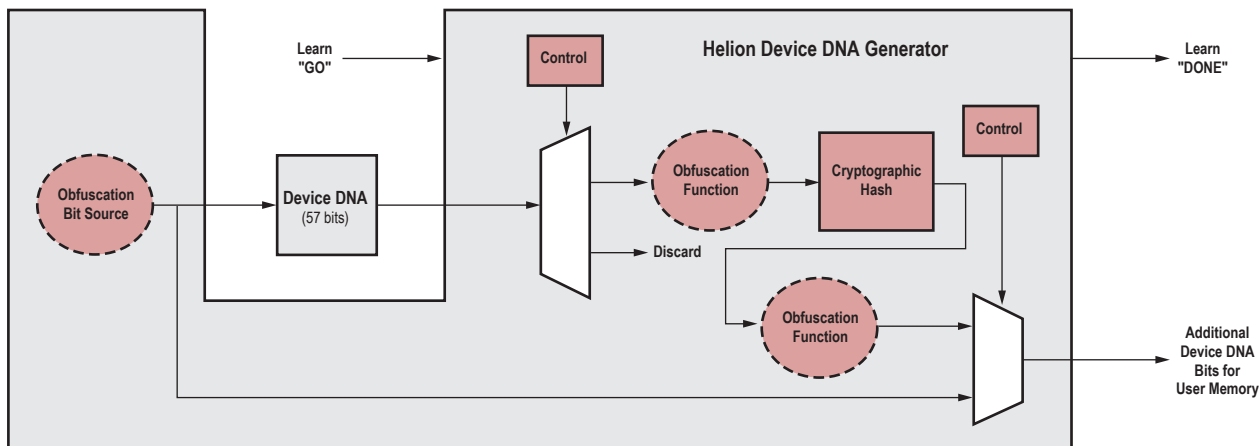 Helion Device DNA Generator
Learn
"GO"
Control
Learn
"DONE"
Control
Obfuscation
Bit Source
Device DNA
(57 bits)
Obfuscation
Function
Cryptographic
Hash
Discard
Obfuscation
Function
Additional
Device DNA
Bits for
User Memory